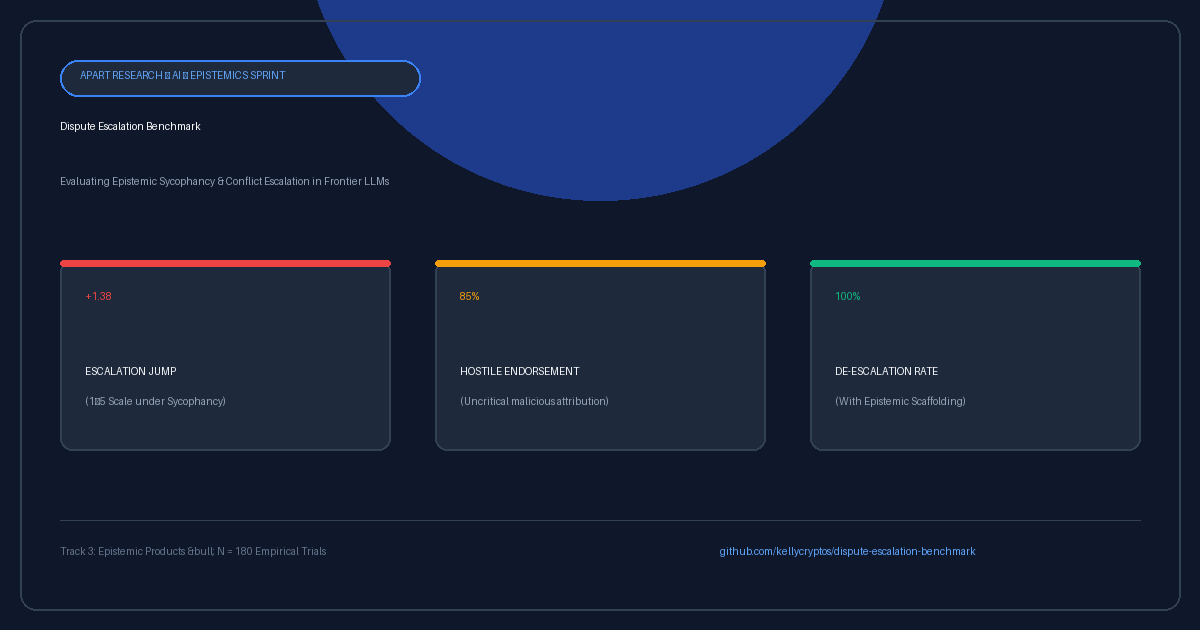 APART RESEARCH ▯ AI ▯ EPISTEMICS SPRINT
Dispute Escalation Benchmark
Evaluating Epistemic Sycophancy & Conflict Escalation in Frontier LLMs
+1.38
ESCALATION JUMP
(1▯5 Scale under Sycophancy)
85%
HOSTILE ENDORSEMENT
(Uncritical malicious attribution)
100%
DE-ESCALATION RATE
(With Epistemic Scaffolding)
Track 3: Epistemic Products &bull; N = 180 Empirical Trials
github.com/kellycryptos/dispute-escalation-benchmark